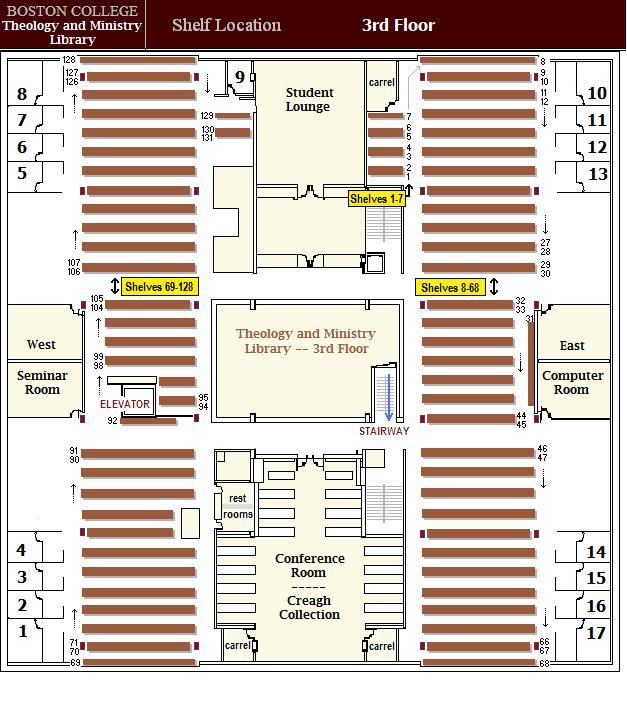 BOSTON COLLEGE
Theology and Ministry
Library
Shelf Location
3rd Floor
128
127
126
8
7
6
5
9
129
130
131
Student
Lounge
carrel
7
6
5
4
3
2
1
Shelves 1-7
8
9
10
11
12
10
11
12
13
27
28
29
30
107
106
Shelves 69-128
Shelves 8-68
105
104
99
98
95
94
92
ELEVATOR
West
Seminar
Room
Theology and Ministry
Library -- 3rd Floor
STAIRWAY
32
33
31
44
45
East
Computer
Room
91
90
46
47
rest
rooms
Conference
Room
-----
Creagh
Collection
carrel
carrel
4
3
2
1
71
70
69
14
15
16
17
66
67
68